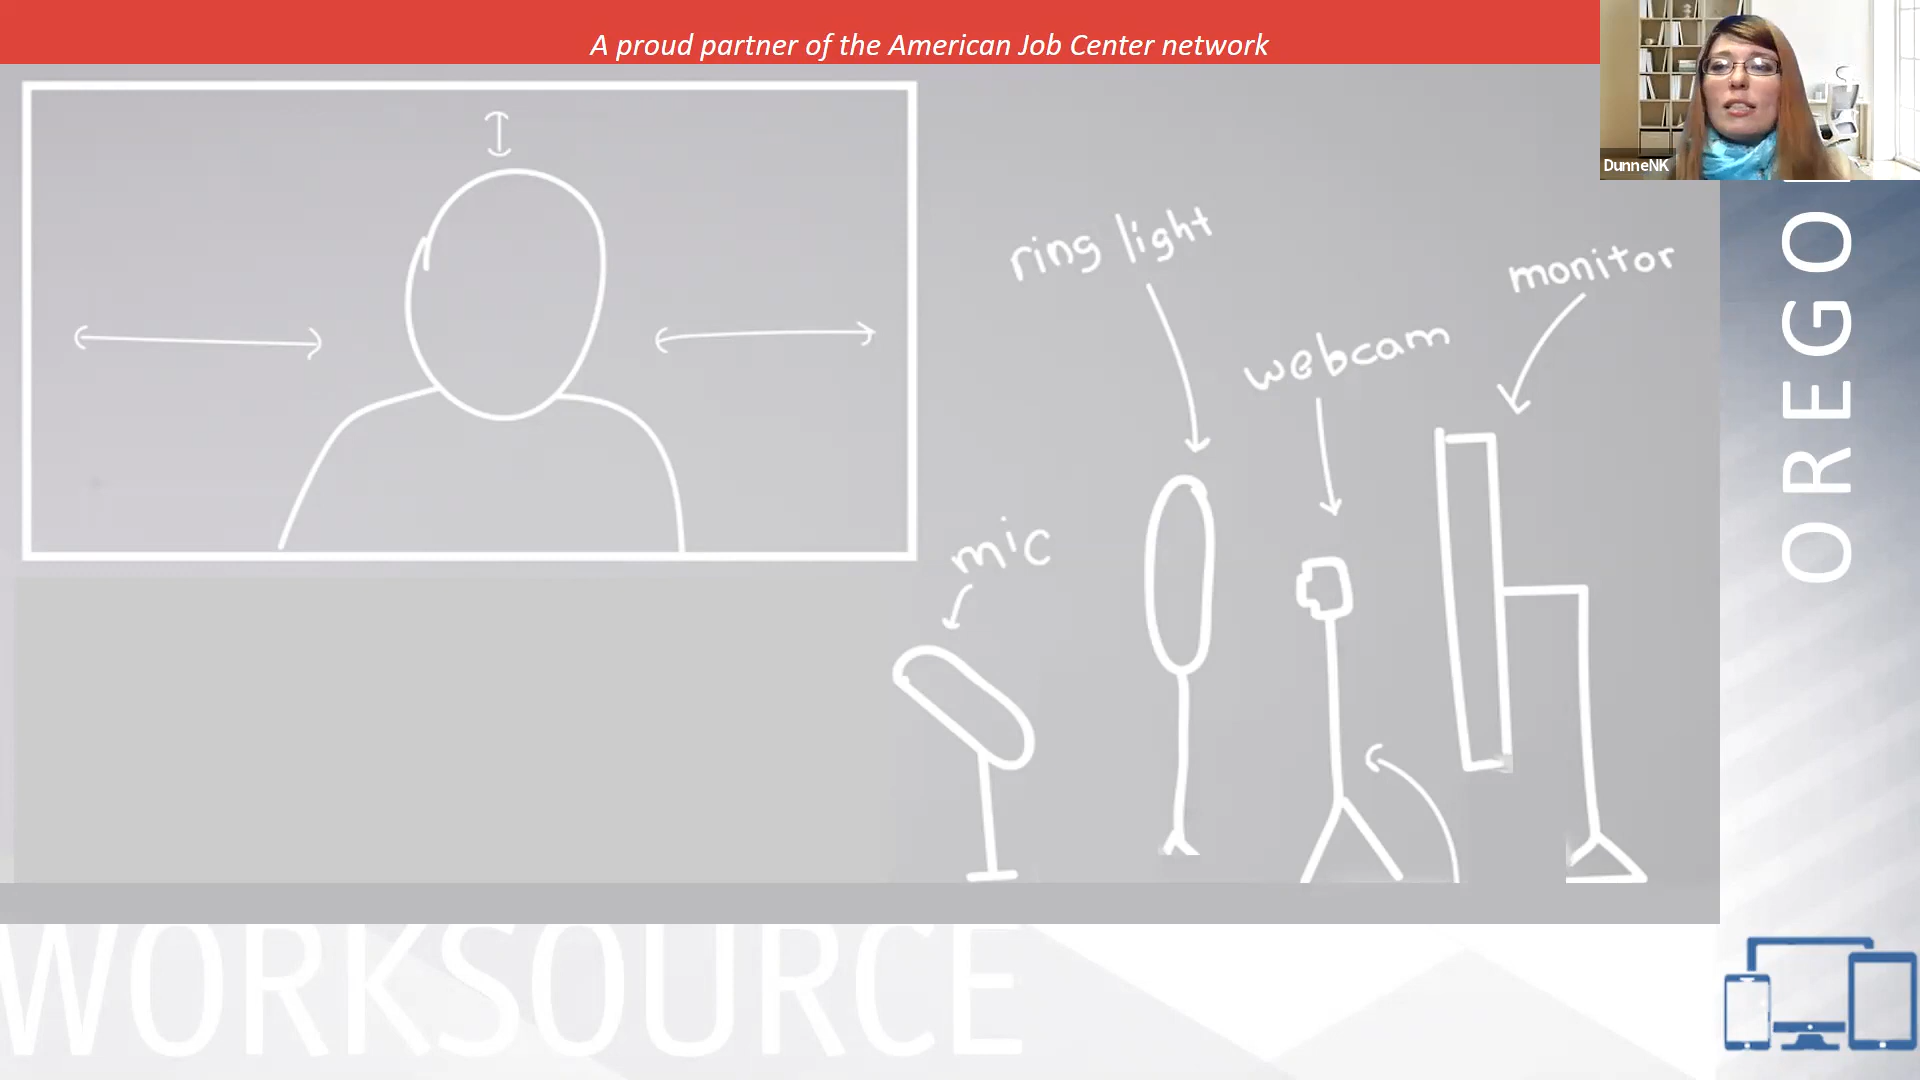 A proud partner of the American Job Center network
DunneNK
ring light
monitor
webcam
mic
OREGO
WORKSOURCE